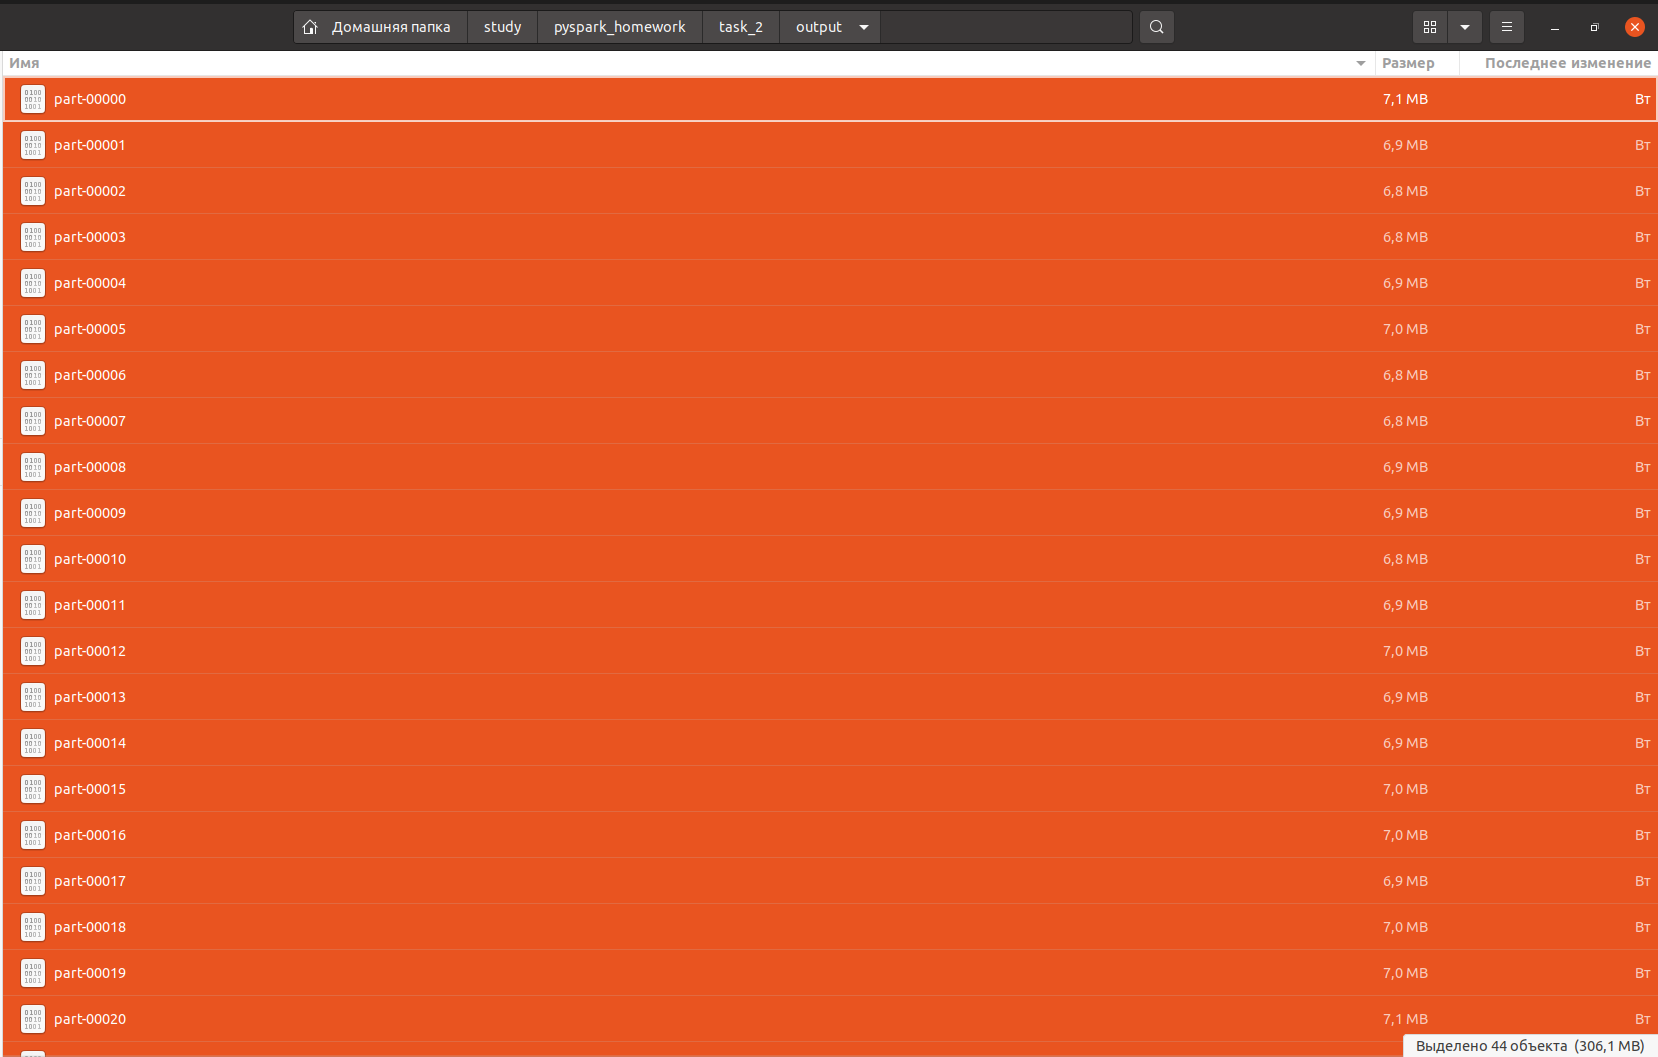 Домашняя папка study pyspark_homework task_2 output
Имя Размер Последнее изменение
part-00000 7,1 MB Вт
part-00001 6,9 MB Вт
part-00002 6,8 MB Вт
part-00003 6,8 MB Вт
part-00004 6,9 MB Вт
part-00005 7,0 MB Вт
part-00006 6,8 MB Вт
part-00007 6,8 MB Вт
part-00008 6,9 MB Вт
part-00009 6,9 MB Вт
part-00010 6,8 MB Вт
part-00011 6,9 MB Вт
part-00012 7,0 MB Вт
part-00013 6,9 MB Вт
part-00014 6,9 MB Вт
part-00015 7,0 MB Вт
part-00016 7,0 MB Вт
part-00017 6,9 MB Вт
part-00018 7,0 MB Вт
part-00019 7,0 MB Вт
part-00020 7,1 MB Вт
Выделено 44 объекта (306,1 MB)